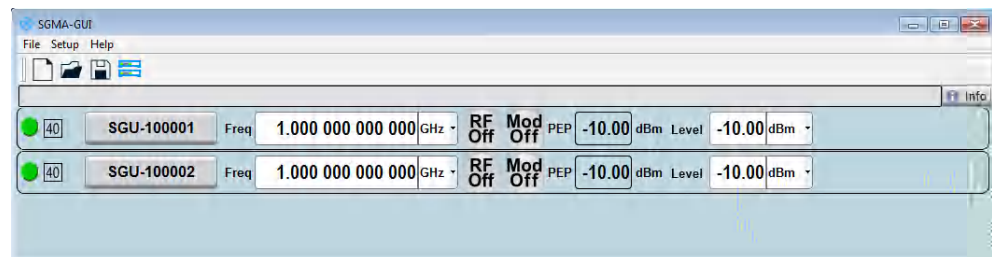 SGMA-GUI
File Setup Help
Info
40 SGU-100001 Freq 1.000 000 000 000 GHz RF Off Mod Off PEP -10.00 dBm Level -10.00 dBm
40 SGU-100002 Freq 1.000 000 000 000 GHz RF Off Mod Off PEP -10.00 dBm Level -10.00 dBm